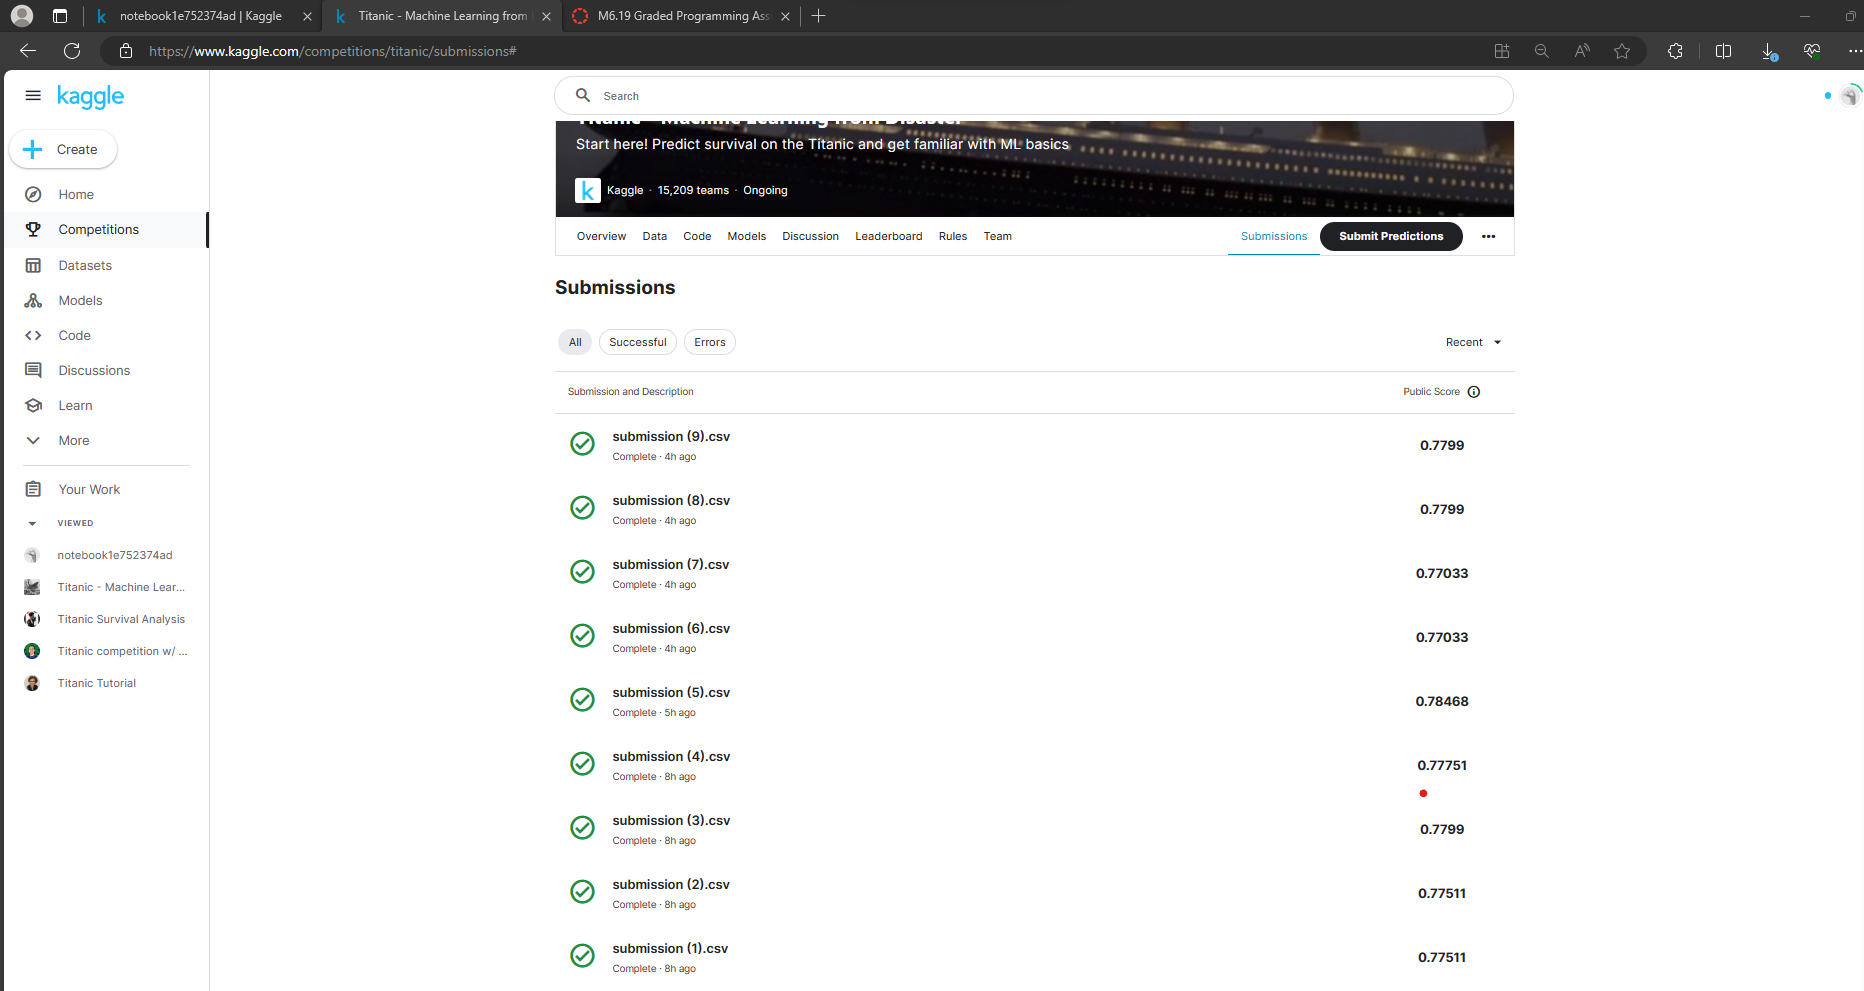 notebook1e752374ad | Kaggle
Titanic - Machine Learning from
M6.19 Graded Programming Ass
https://www.kaggle.com/competitions/titanic/submissions#
kaggle
Search
Create
Home
Competitions
Datasets
Models
Code
Discussions
Learn
More
Your Work
VIEWED
notebook1e752374ad
Titanic - Machine Lear...
Titanic Survival Analysis
Titanic competition w/ ...
Titanic Tutorial
Titanic - Machine Learning from Disaster
Start here! Predict survival on the Titanic and get familiar with ML basics
k Kaggle · 15,209 teams · Ongoing
Overview Data Code Models Discussion Leaderboard Rules Team Submissions Submit Predictions
Submissions
All Successful Errors Recent
Submission and Description Public Score
submission (9).csv
Complete · 4h ago
0.7799
submission (8).csv
Complete · 4h ago
0.7799
submission (7).csv
Complete · 4h ago
0.77033
submission (6).csv
Complete · 4h ago
0.77033
submission (5).csv
Complete · 5h ago
0.78468
submission (4).csv
Complete · 8h ago
0.77751
submission (3).csv
Complete · 8h ago
0.7799
submission (2).csv
Complete · 8h ago
0.77511
submission (1).csv
Complete · 8h ago
0.77511